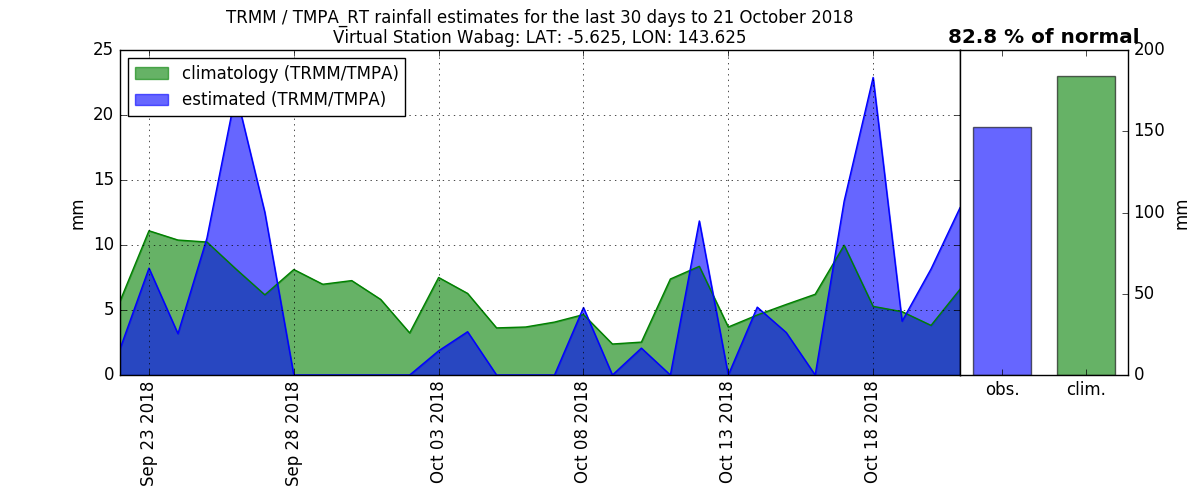 TRMM / TMPA_RT rainfall estimates for the last 30 days to 21 October 2018
Virtual Station Wabag: LAT: -5.625, LON: 143.625
82.8 % of normal
climatology (TRMM/TMPA)
estimated (TRMM/TMPA)
mm
25
20
15
10
5
0
Sep 23 2018
Sep 28 2018
Oct 03 2018
Oct 08 2018
Oct 13 2018
Oct 18 2018
200
150
100
50
0
mm
obs.
clim.